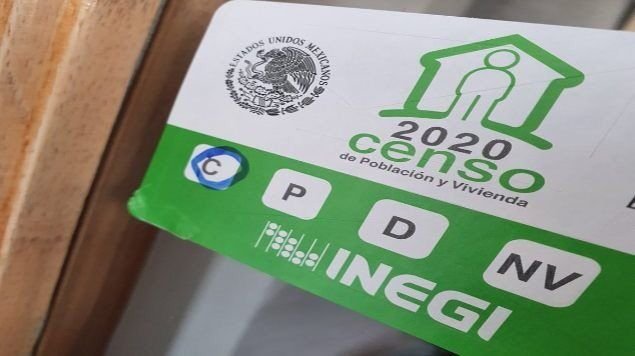 ESTADOS UNIDOS MEXICANOS
2020
censo
de Población y Vivienda
C
P
D
NV
INEGI